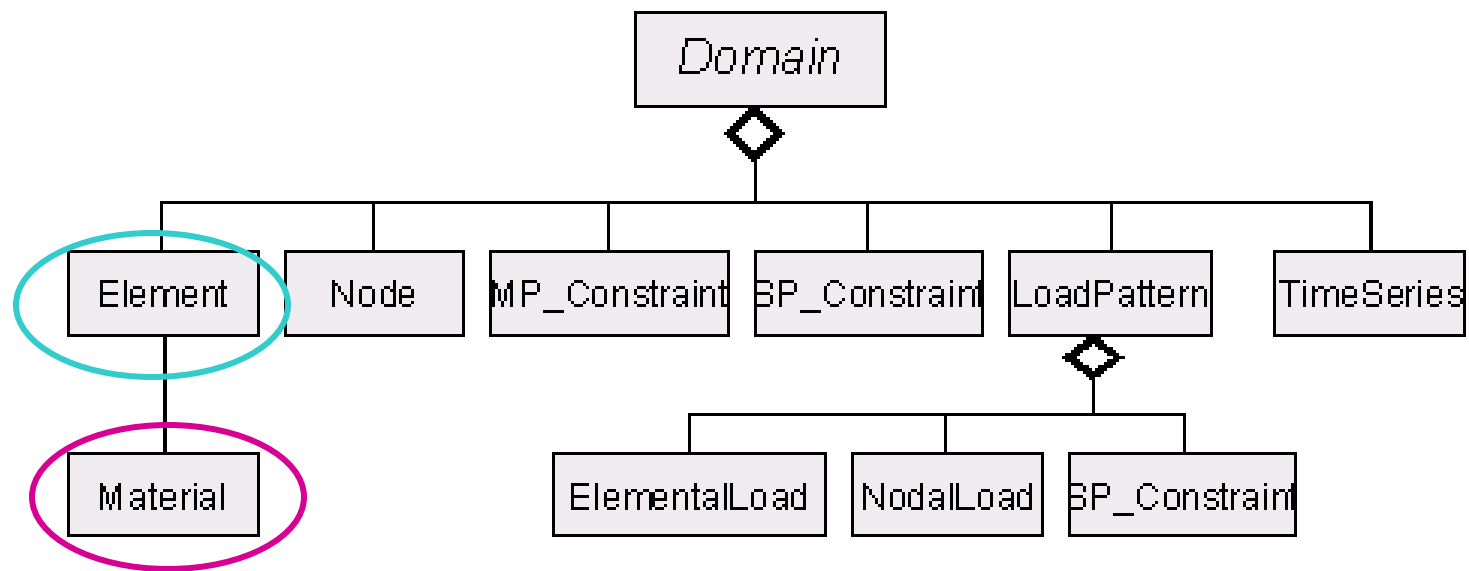 Domain
Element
Node
MP_Constraint
SP_Constraint
LoadPattern
TimeSeries
Material
ElementalLoad
NodalLoad
SP_Constraint